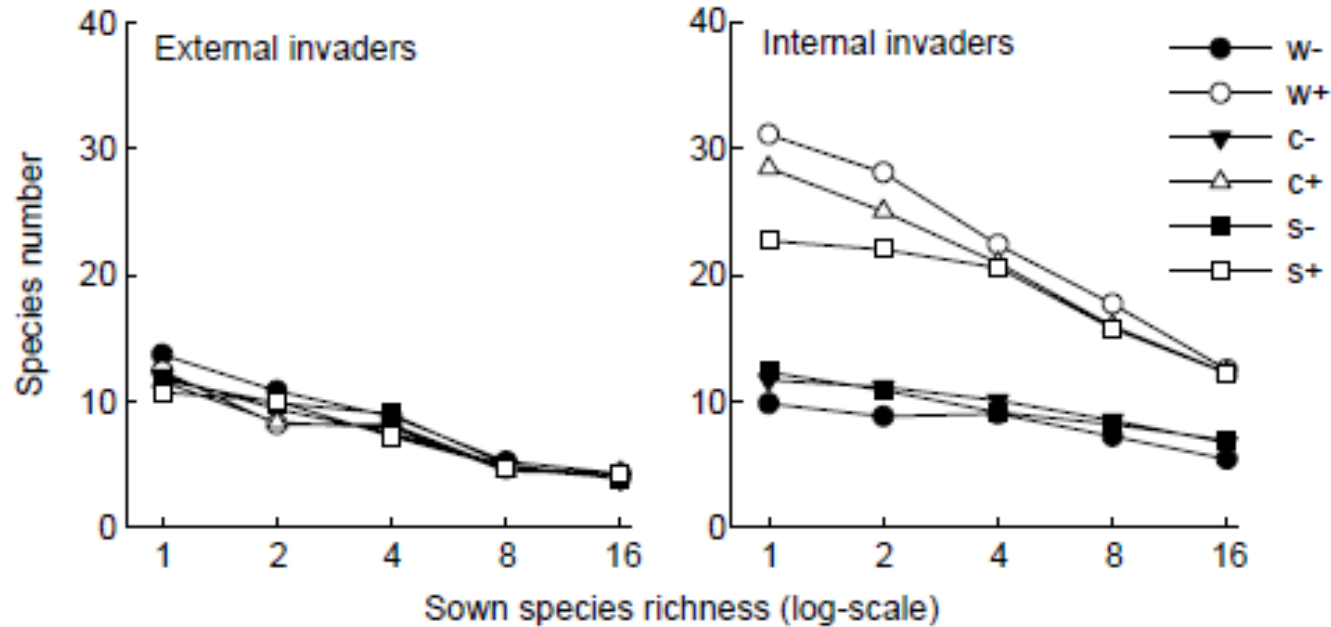 External invaders
Internal invaders
40
30
20
10
0
1 2 4 8 16
40
30
20
10
0
1 2 4 8 16
Species number
Sown species richness (log-scale)
w-
w+
c-
c+
s-
s+